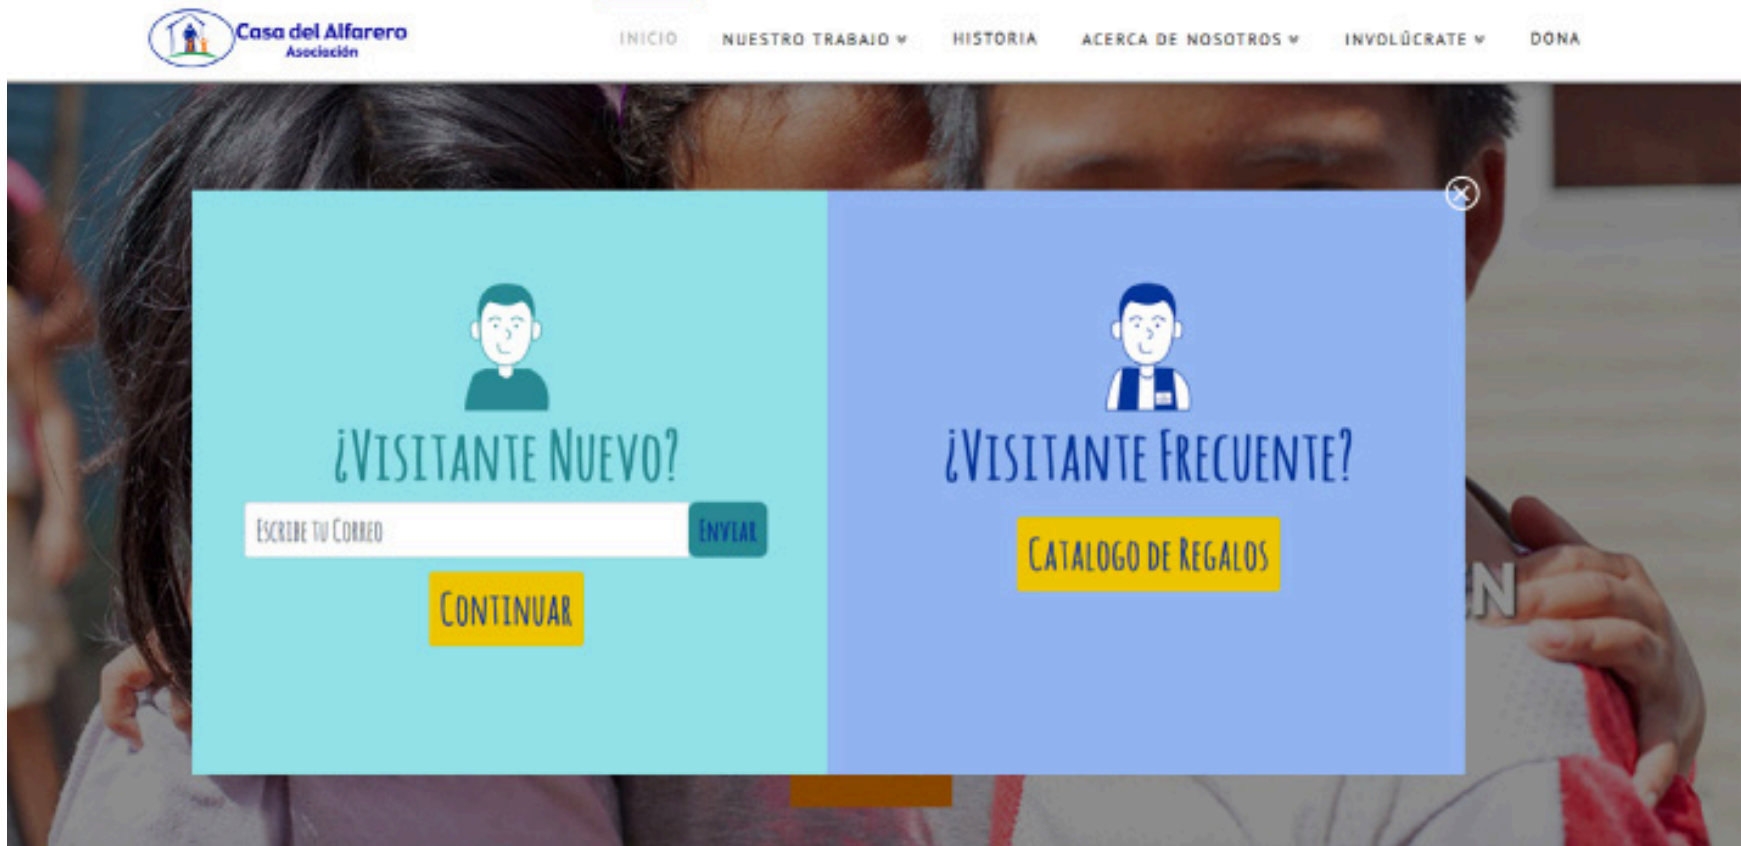 Casa del Alfarero
Asociación
INICIO NUESTRO TRABAJO HISTORIA ACERCA DE NOSOTROS INVOLÚCRATE DONA
¿VISITANTE NUEVO?
ESCRIBE TU CORREO
ENVIAR
CONTINUAR
¿VISITANTE FRECUENTE?
CATALOGO DE REGALOS
N